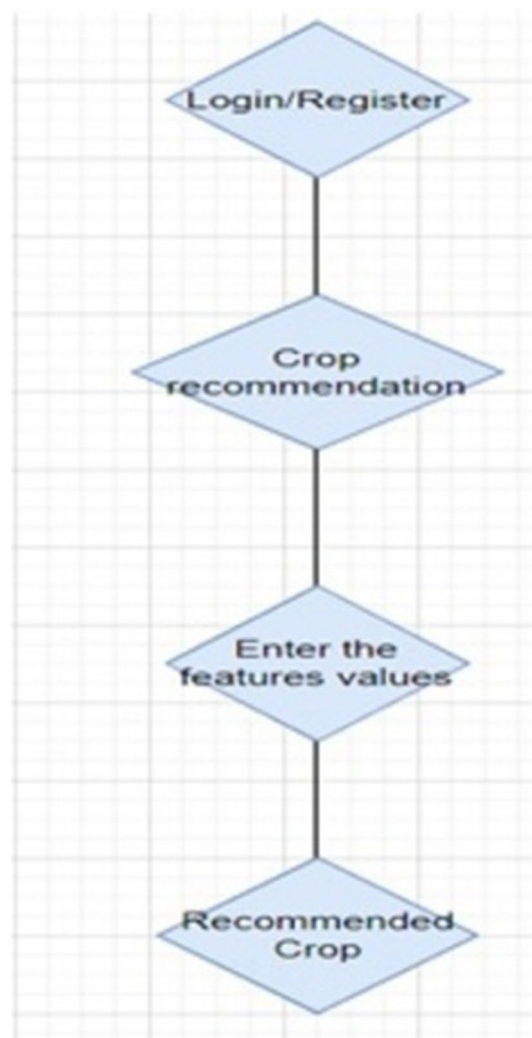 Login/Register
Crop
recommendation
Enter the
features values
Recommended
Crop